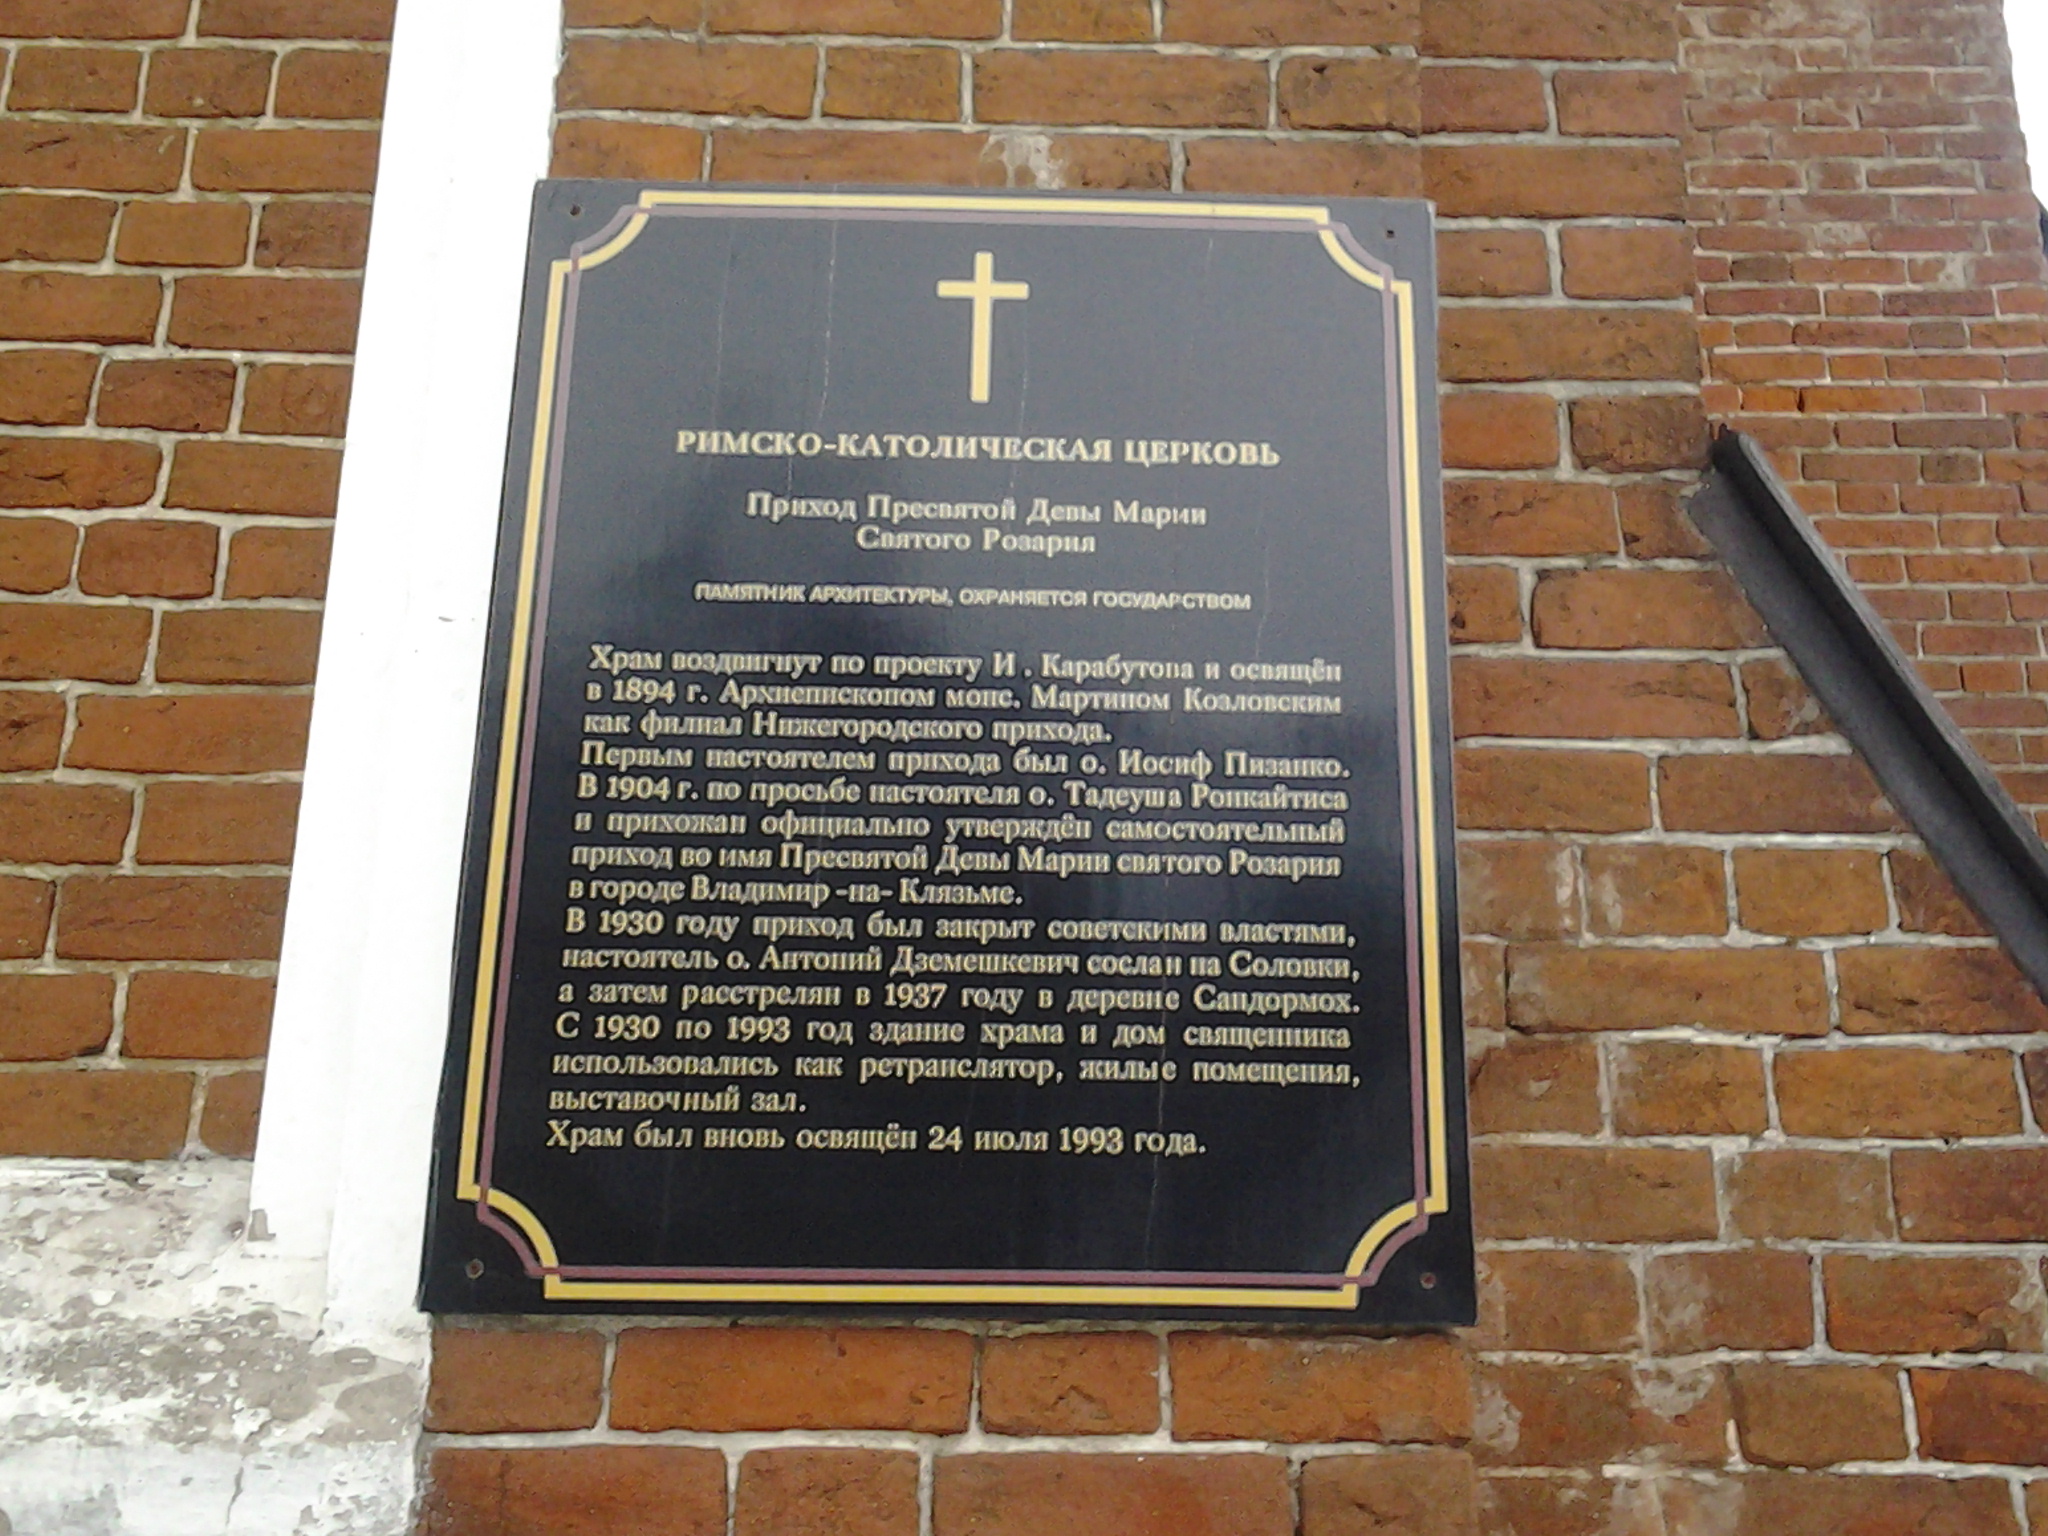 РИМСКО-КАТОЛИЧЕСКАЯ ЦЕРКОВЬ
Приход Пресвятой Девы Марии
Святого Розария
ПАМЯТНИК АРХИТЕКТУРЫ, ОХРАНЯЕТСЯ ГОСУДАРСТВОМ
Храм воздвигнут по проекту И . Карабутова и освящён
в 1894 г. Архиепископом монс. Мартином Козловским
как филиал Нижегородского прихода.
Первым настоятелем прихода был о. Иосиф Пизанко.
В 1904 г. по просьбе настоятеля о. Тадеуша Ронкайтиса
и прихожан официально утверждён самостоятельный
приход во имя Пресвятой Девы Марии святого Розария
в городе Владимир -на- Клязьме.
В 1930 году приход был закрыт советскими властями,
настоятель о. Антоний Дземешкевич сослан на Соловки,
а затем расстрелян в 1937 году в деревне Сандормох.
С 1930 по 1993 год здание храма и дом священника
использовались как ретранслятор, жилые помещения,
выставочный зал.
Храм был вновь освящён 24 июля 1993 года.